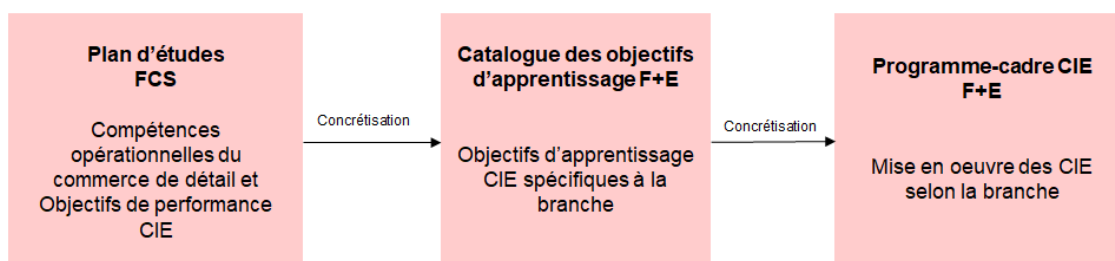 Plan d'études
FCS
Compétences
opérationnelles du
commerce de détail et
Objectifs de performance
CIE
Concrétisation
Catalogue des objectifs
d'apprentissage F+E
Objectifs d'apprentissage
CIE spécifiques à la
branche
Concrétisation
Programme-cadre CIE
F+E
Mise en oeuvre des CIE
selon la branche